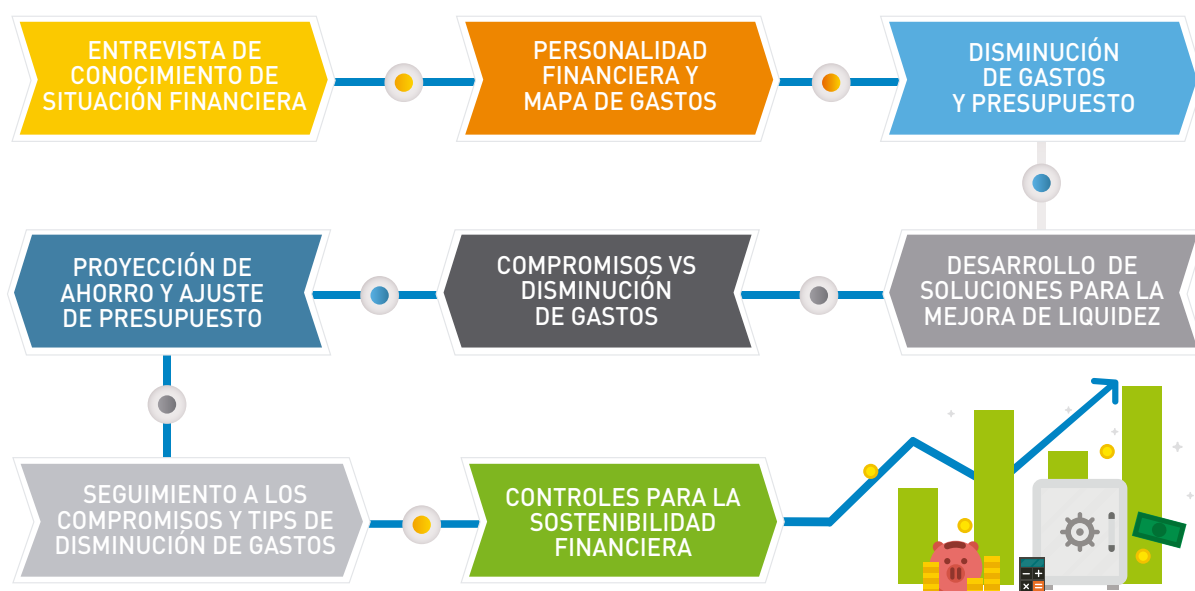 ENTREVISTA DE
CONOCIMIENTO DE
SITUACIÓN FINANCIERA
PERSONALIDAD
FINANCIERA Y
MAPA DE GASTOS
DISMINUCIÓN
DE GASTOS
Y PRESUPUESTO
DESARROLLO DE
SOLUCIONES PARA LA
MEJORA DE LIQUIDEZ
COMPROMISOS VS
DISMINUCIÓN
DE GASTOS
PROYECCIÓN DE
AHORRO Y AJUSTE
DE PRESUPUESTO
SEGUIMIENTO A LOS
COMPROMISOS Y TIPS DE
DISMINUCIÓN DE GASTOS
CONTROLES PARA LA
SOSTENIBILIDAD
FINANCIERA